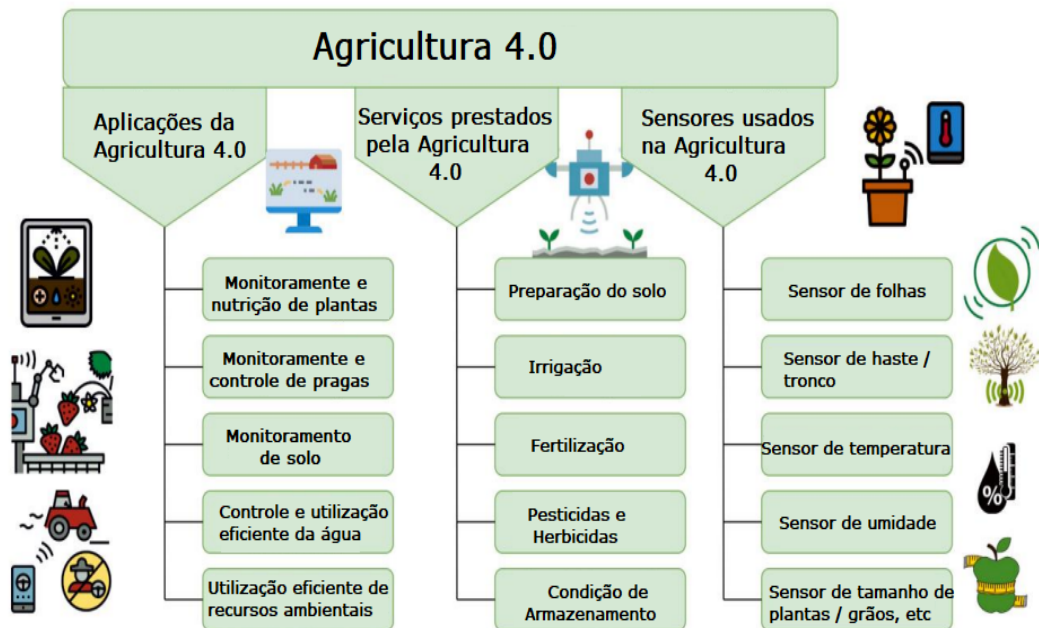 Agricultura 4.0
Aplicações da
Agricultura 4.0
Serviços prestados
pela Agricultura
4.0
Sensores usados
na Agricultura
4.0
Monitoramente e
nutrição de plantas
Monitoramente e
controle de pragas
Monitoramento
de solo
Controle e utilização
eficiente da água
Utilização eficiente de
recursos ambientais
Preparação do solo
Irrigação
Fertilização
Pesticidas e
Herbicidas
Condição de
Armazenamento
Sensor de folhas
Sensor de haste /
tronco
Sensor de temperatura
Sensor de umidade
Sensor de tamanho de
plantas / grãos, etc
%